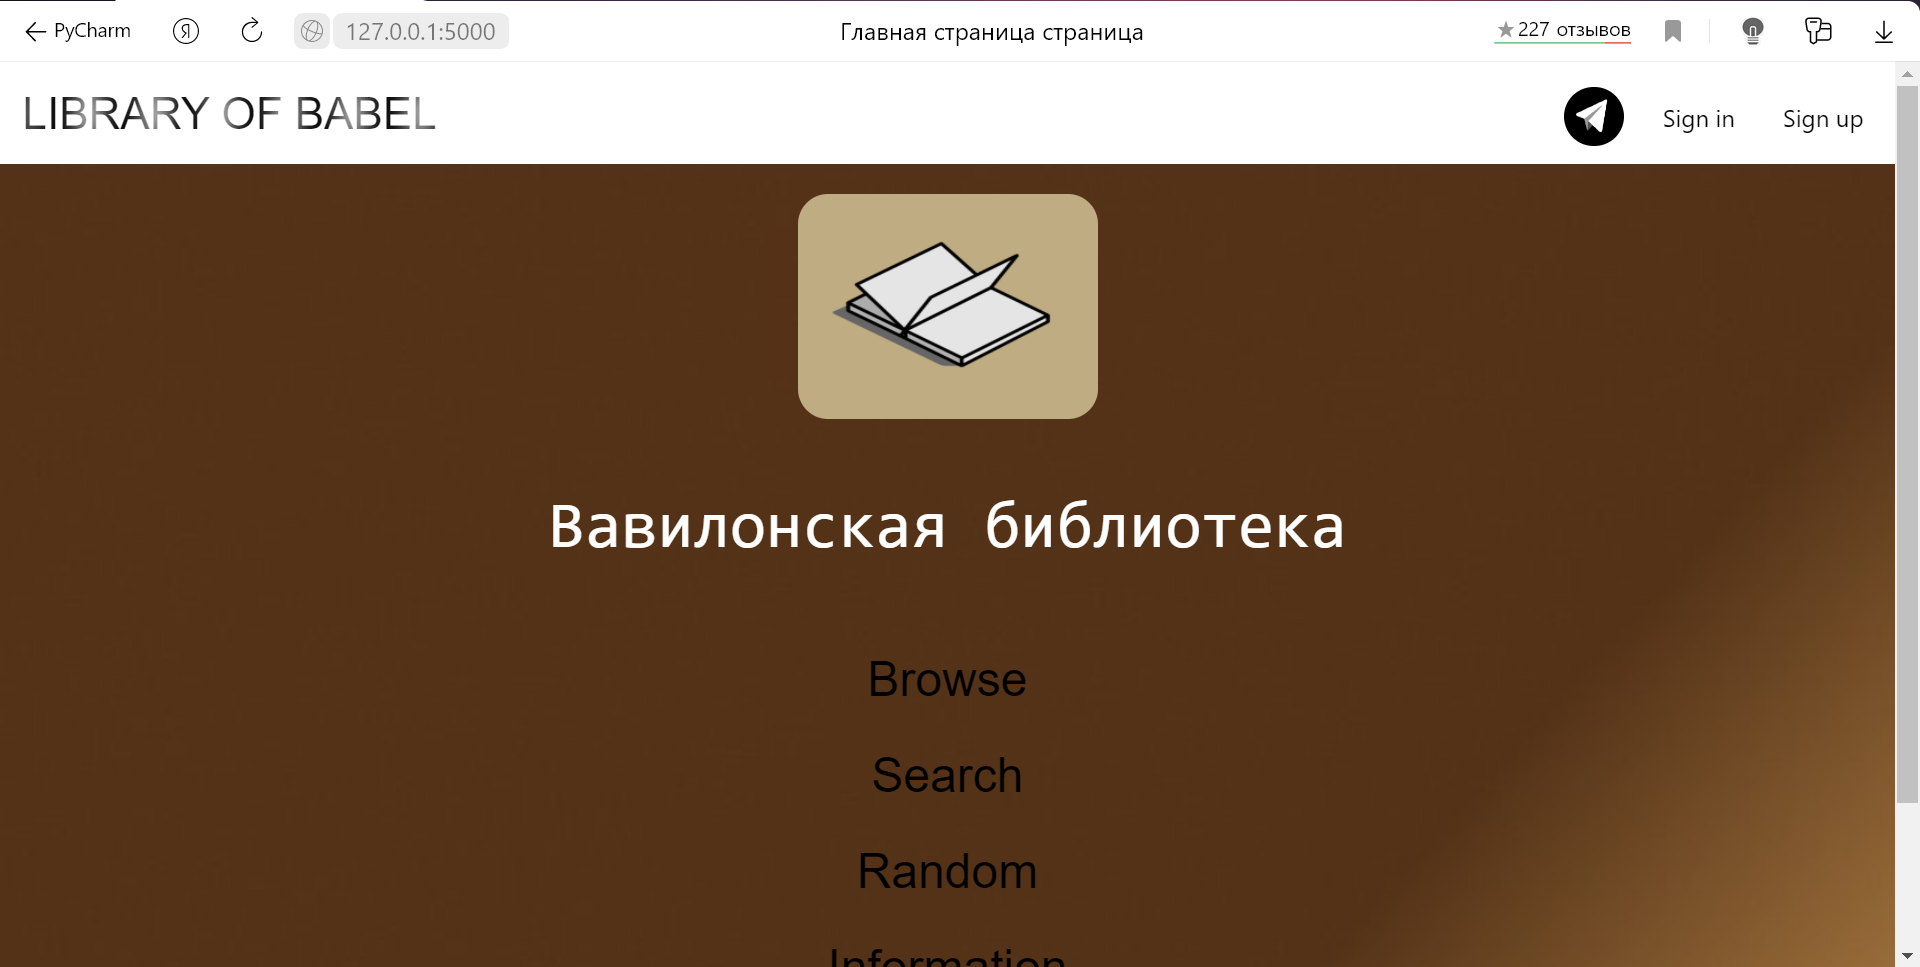 PyCharm
Я
127.0.0.1:5000
Главная страница страница
227 отзывов
LIBRARY OF BABEL
Sign in
Sign up
Вавилонская библиотека
Browse
Search
Random
Information